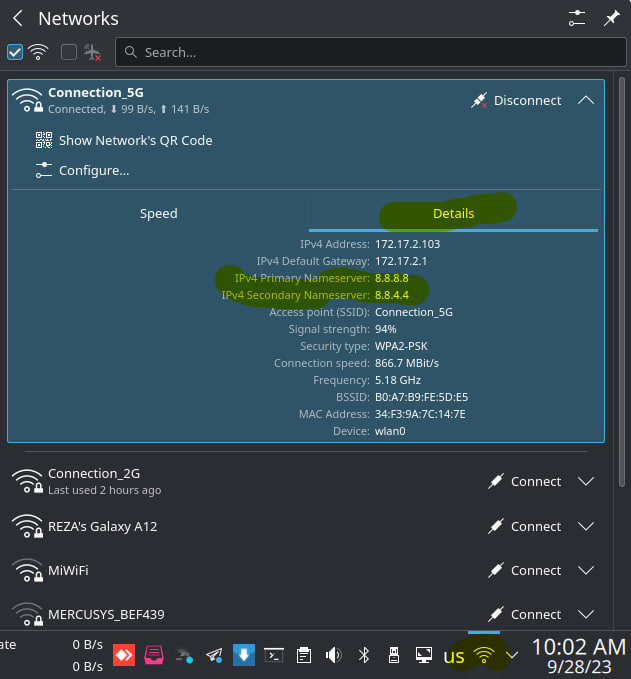 Networks
Search...
Connection_5G
Connected, ⬇ 99 B/s, ⬆ 141 B/s
Disconnect
Show Network's QR Code
Configure...
Speed
Details
IPv4 Address: 172.17.2.103
IPv4 Default Gateway: 172.17.2.1
IPv4 Primary Nameserver: 8.8.8.8
IPv4 Secondary Nameserver: 8.8.4.4
Access point (SSID): Connection_5G
Signal strength: 94%
Security type: WPA2-PSK
Connection speed: 866.7 MBit/s
Frequency: 5.18 GHz
BSSID: B0:A7:B9:FE:5D:E5
MAC Address: 34:F3:9A:7C:14:7E
Device: wlan0
Connection_2G
Last used 2 hours ago
Connect
REZA's Galaxy A12
Connect
MiWiFi
Connect
MERCUSYS_BEF439
Connect
ate
0 B/s
0 B/s
us
10:02 AM
9/28/23